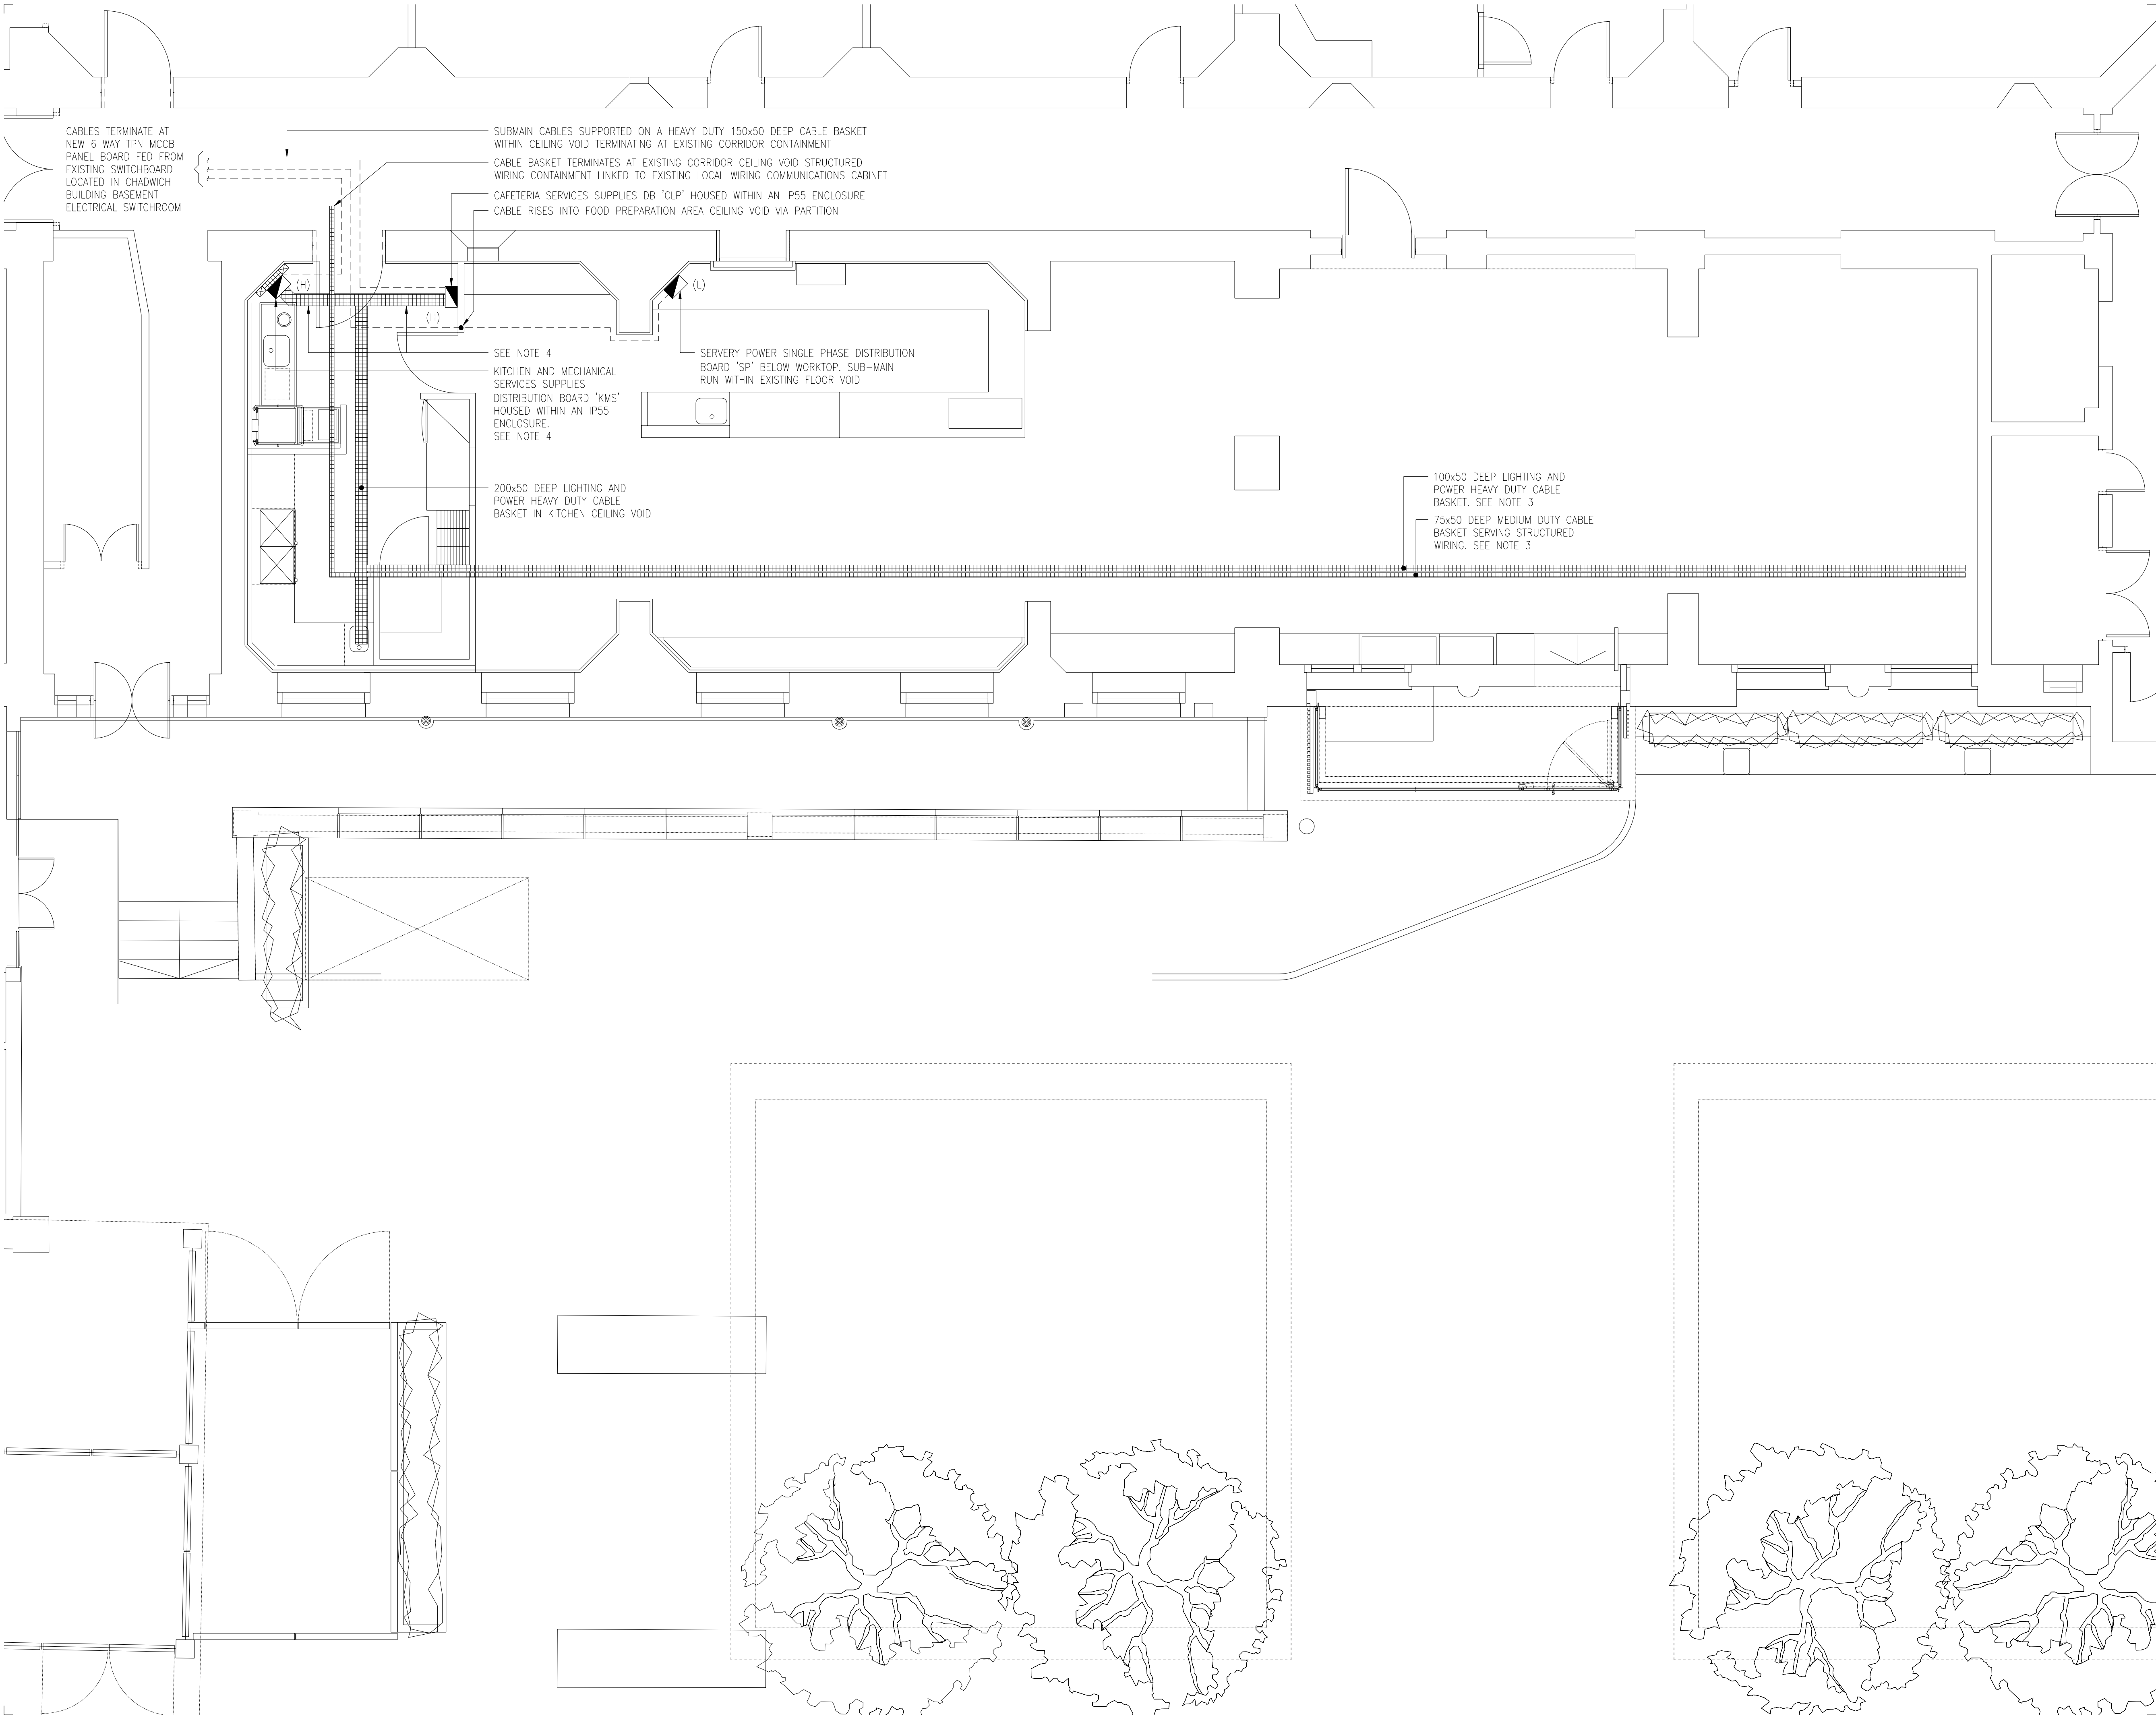 CABLES TERMINATE AT
NEW 6 WAY TPN MCCB
PANEL BOARD FED FROM
EXISTING SWITCHBOARD
LOCATED IN CHADWICH
BUILDING BASEMENT
ELECTRICAL SWITCHROOM
SUBMAIN CABLES SUPPORTED ON A HEAVY DUTY 150x50 DEEP CABLE BASKET
WITHIN CEILING VOID TERMINATING AT EXISTING CORRIDOR CONTAINMENT
CABLE BASKET TERMINATES AT EXISTING CORRIDOR CEILING VOID STRUCTURED
WIRING CONTAINMENT LINKED TO EXISTING LOCAL WIRING COMMUNICATIONS CABINET
CAFETERIA SERVICES SUPPLIES DB 'CLP' HOUSED WITHIN AN IP55 ENCLOSURE
CABLE RISES INTO FOOD PREPARATION AREA CEILING VOID VIA PARTITION
(H)
(L)
(H)
SEE NOTE 4
KITCHEN AND MECHANICAL
SERVICES SUPPLIES
DISTRIBUTION BOARD 'KMS'
HOUSED WITHIN AN IP55
ENCLOSURE.
SEE NOTE 4
SERVERY POWER SINGLE PHASE DISTRIBUTION
BOARD 'SP' BELOW WORKTOP. SUB-MAIN
RUN WITHIN EXISTING FLOOR VOID
200x50 DEEP LIGHTING AND
POWER HEAVY DUTY CABLE
BASKET IN KITCHEN CEILING VOID
100x50 DEEP LIGHTING AND
POWER HEAVY DUTY CABLE
BASKET. SEE NOTE 3
75x50 DEEP MEDIUM DUTY CABLE
BASKET SERVING STRUCTURED
WIRING. SEE NOTE 3